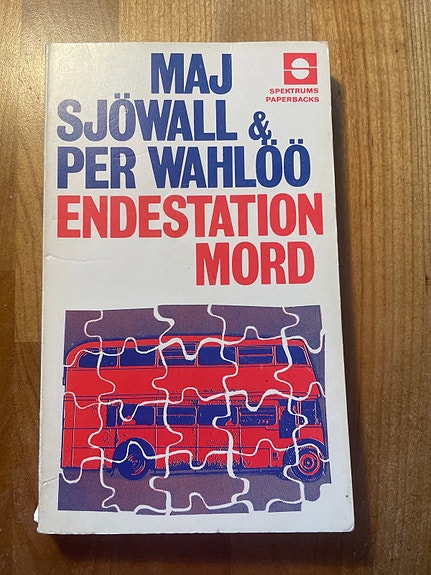 MAJ
SJÖWALL &
PER WAHLÖÖ
ENDESTATION
MORD
SPEKTRUMS
PAPERBACKS